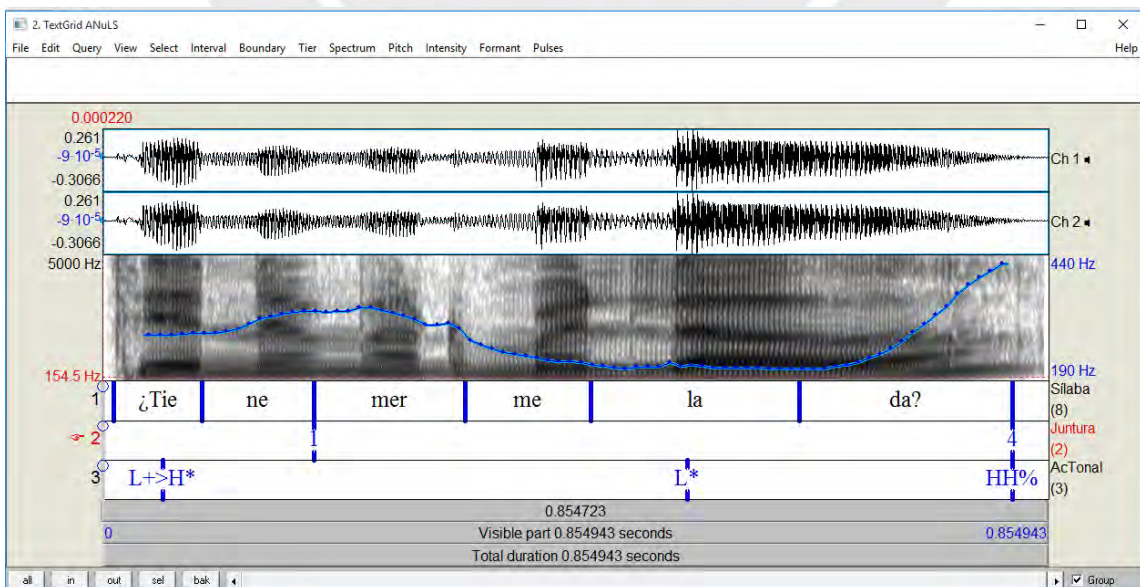 2. TextGrid ANuLS
File Edit Query View Select Interval Boundary Tier Spectrum Pitch Intensity Formant Pulses Help
0.000220
0.261
-9·10⁻⁵
-0.3066
Ch 1
0.261
-9·10⁻⁵
-0.3066
Ch 2
5000 Hz 440 Hz
154.5 Hz 190 Hz
1 ¿Tie ne mer me la da? Sílaba
(8)
2 1 4 Juntura
(2)
3 L+>H* L* HH% AcTonal
(3)
0.854723
0 Visible part 0.854943 seconds 0.854943
Total duration 0.854943 seconds
all in out sel bak Group